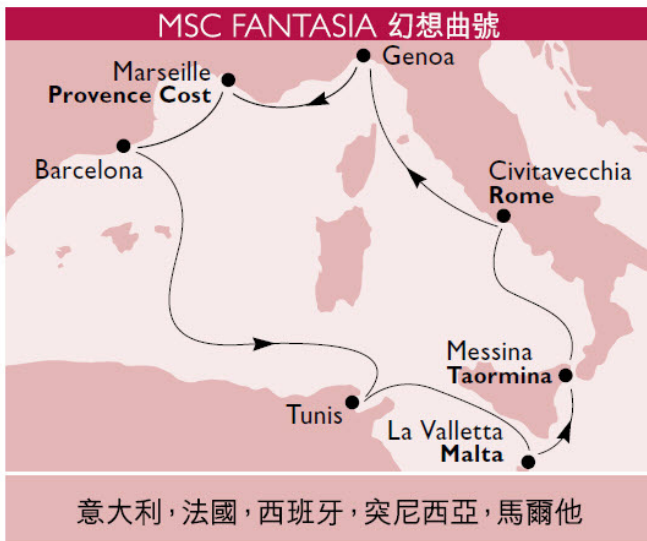 MSC FANTASIA 幻想曲號
Genoa
Marseille
Provence Cost
Barcelona
Civitavecchia
Rome
Messina
Taormina
Tunis
La Valletta
Malta
意大利，法國，西班牙，突尼西亞，馬爾他